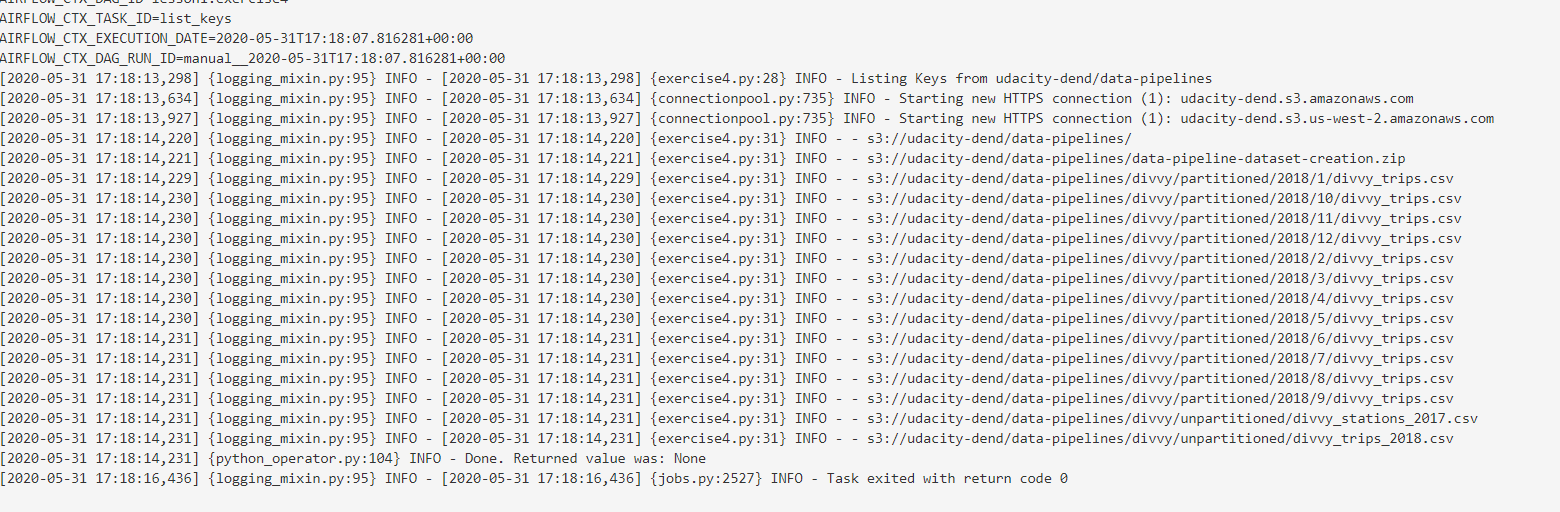 AIRFLOW_CTX_DAG_ID=lesson1.exercise4
AIRFLOW_CTX_TASK_ID=list_keys
AIRFLOW_CTX_EXECUTION_DATE=2020-05-31T17:18:07.816281+00:00
AIRFLOW_CTX_DAG_RUN_ID=manual__2020-05-31T17:18:07.816281+00:00
[2020-05-31 17:18:13,298] {logging_mixin.py:95} INFO - [2020-05-31 17:18:13,298] {exercise4.py:28} INFO - Listing Keys from udacity-dend/data-pipelines
[2020-05-31 17:18:13,634] {logging_mixin.py:95} INFO - [2020-05-31 17:18:13,634] {connectionpool.py:735} INFO - Starting new HTTPS connection (1): udacity-dend.s3.amazonaws.com
[2020-05-31 17:18:13,927] {logging_mixin.py:95} INFO - [2020-05-31 17:18:13,927] {connectionpool.py:735} INFO - Starting new HTTPS connection (1): udacity-dend.s3.us-west-2.amazonaws.com
[2020-05-31 17:18:14,220] {logging_mixin.py:95} INFO - [2020-05-31 17:18:14,220] {exercise4.py:31} INFO - - s3://udacity-dend/data-pipelines/
[2020-05-31 17:18:14,221] {logging_mixin.py:95} INFO - [2020-05-31 17:18:14,221] {exercise4.py:31} INFO - - s3://udacity-dend/data-pipelines/data-pipeline-dataset-creation.zip
[2020-05-31 17:18:14,229] {logging_mixin.py:95} INFO - [2020-05-31 17:18:14,229] {exercise4.py:31} INFO - - s3://udacity-dend/data-pipelines/divvy/partitioned/2018/1/divvy_trips.csv
[2020-05-31 17:18:14,230] {logging_mixin.py:95} INFO - [2020-05-31 17:18:14,230] {exercise4.py:31} INFO - - s3://udacity-dend/data-pipelines/divvy/partitioned/2018/10/divvy_trips.csv
[2020-05-31 17:18:14,230] {logging_mixin.py:95} INFO - [2020-05-31 17:18:14,230] {exercise4.py:31} INFO - - s3://udacity-dend/data-pipelines/divvy/partitioned/2018/11/divvy_trips.csv
[2020-05-31 17:18:14,230] {logging_mixin.py:95} INFO - [2020-05-31 17:18:14,230] {exercise4.py:31} INFO - - s3://udacity-dend/data-pipelines/divvy/partitioned/2018/12/divvy_trips.csv
[2020-05-31 17:18:14,230] {logging_mixin.py:95} INFO - [2020-05-31 17:18:14,230] {exercise4.py:31} INFO - - s3://udacity-dend/data-pipelines/divvy/partitioned/2018/2/divvy_trips.csv
[2020-05-31 17:18:14,230] {logging_mixin.py:95} INFO - [2020-05-31 17:18:14,230] {exercise4.py:31} INFO - - s3://udacity-dend/data-pipelines/divvy/partitioned/2018/3/divvy_trips.csv
[2020-05-31 17:18:14,230] {logging_mixin.py:95} INFO - [2020-05-31 17:18:14,230] {exercise4.py:31} INFO - - s3://udacity-dend/data-pipelines/divvy/partitioned/2018/4/divvy_trips.csv
[2020-05-31 17:18:14,230] {logging_mixin.py:95} INFO - [2020-05-31 17:18:14,230] {exercise4.py:31} INFO - - s3://udacity-dend/data-pipelines/divvy/partitioned/2018/5/divvy_trips.csv
[2020-05-31 17:18:14,231] {logging_mixin.py:95} INFO - [2020-05-31 17:18:14,231] {exercise4.py:31} INFO - - s3://udacity-dend/data-pipelines/divvy/partitioned/2018/6/divvy_trips.csv
[2020-05-31 17:18:14,231] {logging_mixin.py:95} INFO - [2020-05-31 17:18:14,231] {exercise4.py:31} INFO - - s3://udacity-dend/data-pipelines/divvy/partitioned/2018/7/divvy_trips.csv
[2020-05-31 17:18:14,231] {logging_mixin.py:95} INFO - [2020-05-31 17:18:14,231] {exercise4.py:31} INFO - - s3://udacity-dend/data-pipelines/divvy/partitioned/2018/8/divvy_trips.csv
[2020-05-31 17:18:14,231] {logging_mixin.py:95} INFO - [2020-05-31 17:18:14,231] {exercise4.py:31} INFO - - s3://udacity-dend/data-pipelines/divvy/partitioned/2018/9/divvy_trips.csv
[2020-05-31 17:18:14,231] {logging_mixin.py:95} INFO - [2020-05-31 17:18:14,231] {exercise4.py:31} INFO - - s3://udacity-dend/data-pipelines/divvy/unpartitioned/divvy_stations_2017.csv
[2020-05-31 17:18:14,231] {logging_mixin.py:95} INFO - [2020-05-31 17:18:14,231] {exercise4.py:31} INFO - - s3://udacity-dend/data-pipelines/divvy/unpartitioned/divvy_trips_2018.csv
[2020-05-31 17:18:14,231] {python_operator.py:104} INFO - Done. Returned value was: None
[2020-05-31 17:18:16,436] {logging_mixin.py:95} INFO - [2020-05-31 17:18:16,436] {jobs.py:2527} INFO - Task exited with return code 0